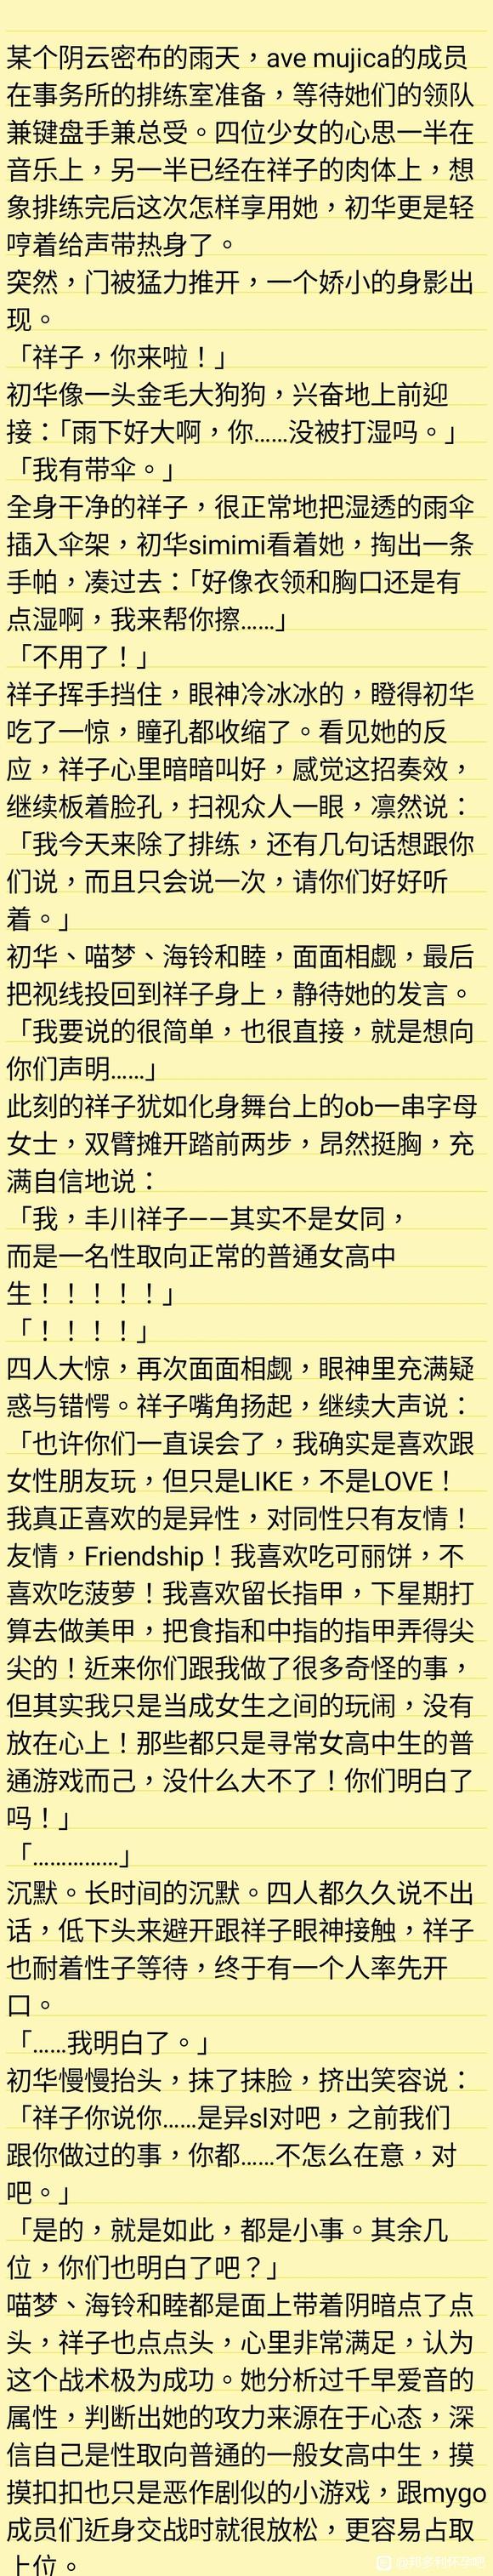 某个阴云密布的雨天，ave mujica的成员
在事务所的排练室准备，等待她们的领队
兼键盘手兼总受。四位少女的心思一半在
音乐上，另一半已经在祥子的肉体上，想
象排练完后这次怎样享用她，初华更是轻
哼着给声带热身了。
突然，门被猛力推开，一个娇小的身影出
现。
「祥子，你来啦！」
初华像一头金毛大狗狗，兴奋地上前迎
接：「雨下好大啊，你……没被打湿吗。」
「我有带伞。」
全身干净的祥子，很正常地把湿透的雨伞
插入伞架，初华simimi看着她，掏出一条
手帕，凑过去：「好像衣领和胸口还是有
点湿啊，我来帮你擦……」
「不用了！」
祥子挥手挡住，眼神冷冰冰的，瞪得初华
吃了一惊，瞳孔都收缩了。看见她的反
应，祥子心里暗暗叫好，感觉这招奏效，
继续板着脸孔，扫视众人一眼，凛然说：
「我今天来除了排练，还有几句话想跟你
们说，而且只会说一次，请你们好好听
着。」
初华、喵梦、海铃和睦，面面相觑，最后
把视线投回到祥子身上，静待她的发言。
「我要说的很简单，也很直接，就是想向
你们声明……」
此刻的祥子犹如化身舞台上的ob一串字母
女士，双臂摊开踏前两步，昂然挺胸，充
满自信地说：
「我，丰川祥子——其实不是女同，
而是一名性取向正常的普通女高中
生！！！！！」
「！！！！」
四人大惊，再次面面相觑，眼神里充满疑
惑与错愕。祥子嘴角扬起，继续大声说：
「也许你们一直误会了，我确实是喜欢跟
女性朋友玩，但只是LIKE，不是LOVE！
我真正喜欢的是异性，对同性只有友情！
友情，Friendship！我喜欢吃可丽饼，不
喜欢吃菠萝！我喜欢留长指甲，下星期打
算去做美甲，把食指和中指的指甲弄得尖
尖的！近来你们跟我做了很多奇怪的事，
但其实我只是当成女生之间的玩闹，没有
放在心上！那些都只是寻常女高中生的普
通游戏而己，没什么大不了！你们明白了
吗！」
「……………」
沉默。长时间的沉默。四人都久久说不出
话，低下头来避开跟祥子眼神接触，祥子
也耐着性子等待，终于有一个人率先开
口。
「……我明白了。」
初华慢慢抬头，抹了抹脸，挤出笑容说：
「祥子你说你……是异sl对吧，之前我们
跟你做过的事，你都……不怎么在意，对
吧。」
「是的，就是如此，都是小事。其余几
位，你们也明白了吧？」
喵梦、海铃和睦都是面上带着阴暗点了点
头，祥子也点点头，心里非常满足，认为
这个战术极为成功。她分析过千早爱音的
属性，判断出她的攻力来源在于心态，深
信自己是性取向普通的一般女高中生，摸
摸扣扣也只是恶作剧似的小游戏，跟mygo
成员们近身交战时就很放松，更容易占取
上位。